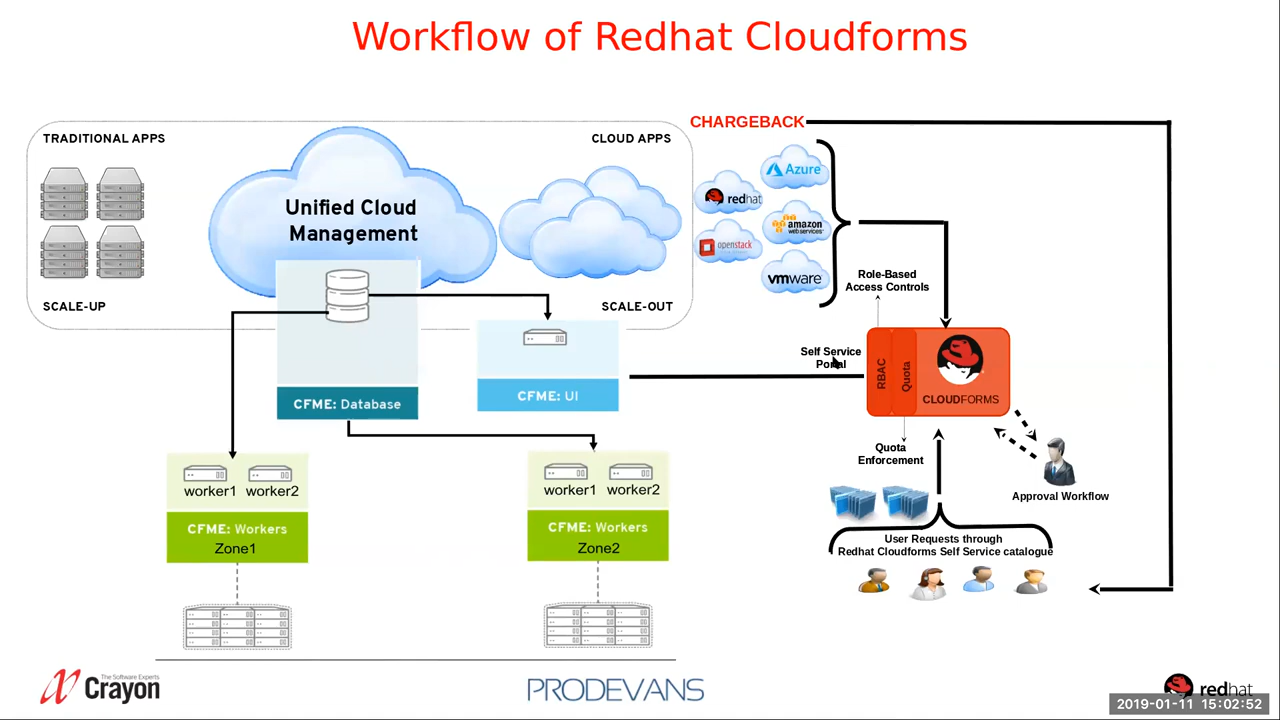 Workflow of Redhat Cloudforms
TRADITIONAL APPS
CLOUD APPS
Unified Cloud
Management
SCALE-UP
SCALE-OUT
CFME: Database
CFME: UI
worker1 worker2
CFME: Workers
Zone1
worker1 worker2
CFME: Workers
Zone2
CHARGEBACK
Azure
redhat
amazon
web services
openstack
vmware
Role-Based
Access Controls
Self Service
Portal
RBAC
Quota
CLOUDFORMS
Quota
Enforcement
Approval Workflow
User Requests through
Redhat Cloudforms Self Service catalogue
The Software Experts
Crayon
PRODEVANS
redhat
2019-01-11 15:02:52